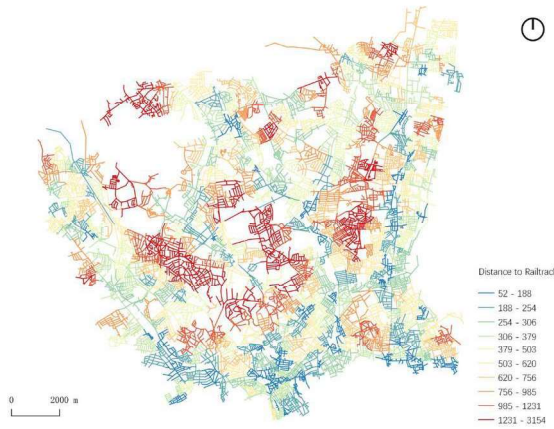 Distance to Railtrack
52 - 188
188 - 254
254 - 306
306 - 379
379 - 503
503 - 620
620 - 756
756 - 985
985 - 1231
1231 - 3154
0 2000 m